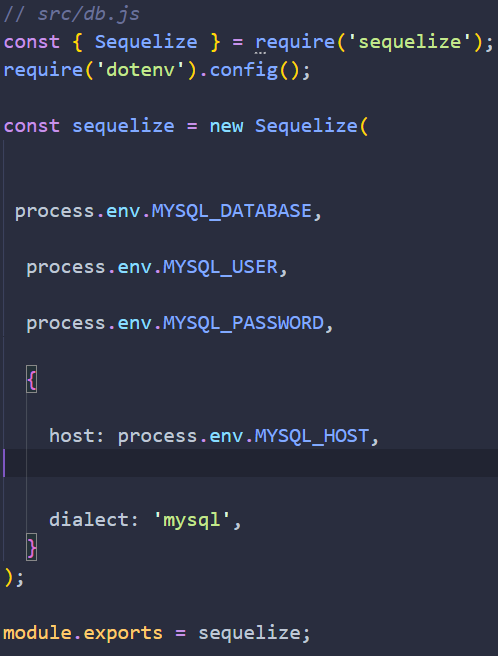 // src/db.js
const { Sequelize } = require('sequelize');
require('dotenv').config();
const sequelize = new Sequelize(
process.env.MYSQL_DATABASE,
process.env.MYSQL_USER,
process.env.MYSQL_PASSWORD,
{
host: process.env.MYSQL_HOST,
dialect: 'mysql',
}
);
module.exports = sequelize;